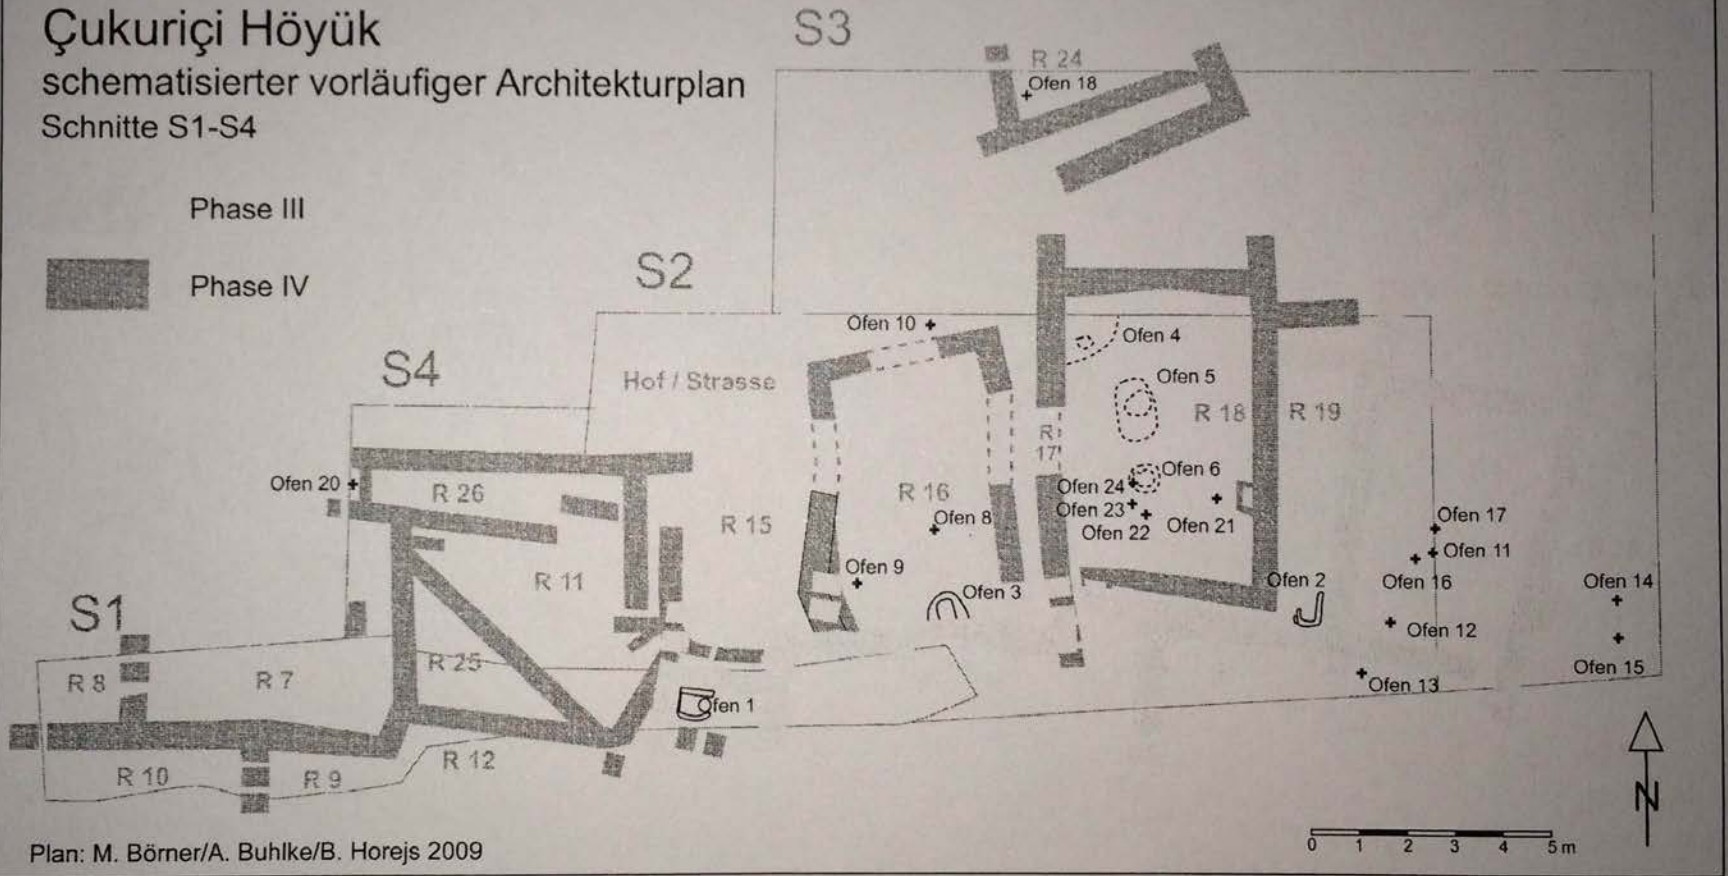 Çukuriçi Höyük
schematisierter vorläufiger Architekturplan
Schnitte S1-S4
Phase III
Phase IV
S3
R 24
Ofen 18
S2
Ofen 10
Ofen 4
S4
Hof / Strasse
Ofen 5
R 18
R 19
R 17
Ofen 20
R 26
R 15
R 16
Ofen 8
Ofen 6
Ofen 24
Ofen 23
Ofen 22
Ofen 21
Ofen 17
Ofen 11
Ofen 16
R 11
Ofen 9
Ofen 3
Ofen 2
Ofen 14
S1
Ofen 12
R 8
R 7
R 25
Ofen 15
Ofen 13
Ofen 1
R 10
R 9
R 12
N
0 1 2 3 4 5 m
Plan: M. Börner/A. Buhlke/B. Horejs 2009